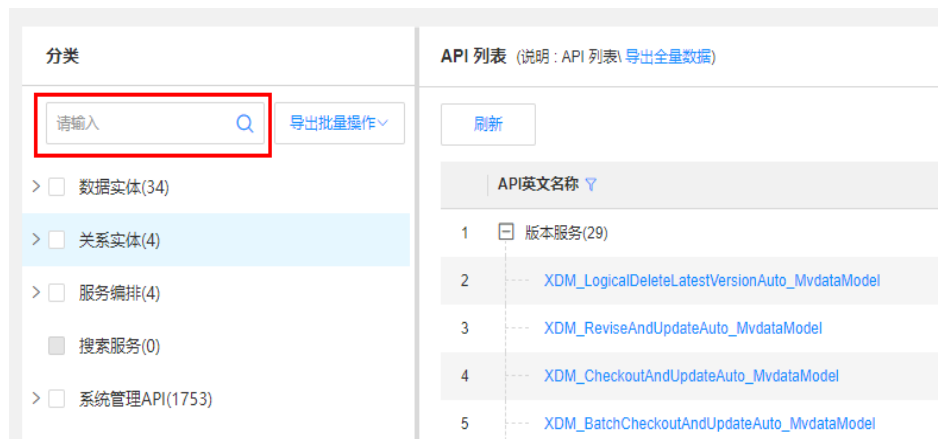 分类
请输入
导出批量操作
数据实体(34)
关系实体(4)
服务编排(4)
搜索服务(0)
系统管理API(1753)
API 列表 (说明 : API 列表\ 导出全量数据)
刷新
API英文名称
1 版本服务(29)
2 XDM_LogicalDeleteLatestVersionAuto_MvdataModel
3 XDM_ReviseAndUpdateAuto_MvdataModel
4 XDM_CheckoutAndUpdateAuto_MvdataModel
5 XDM_BatchCheckoutAndUpdateAuto_MvdataModel